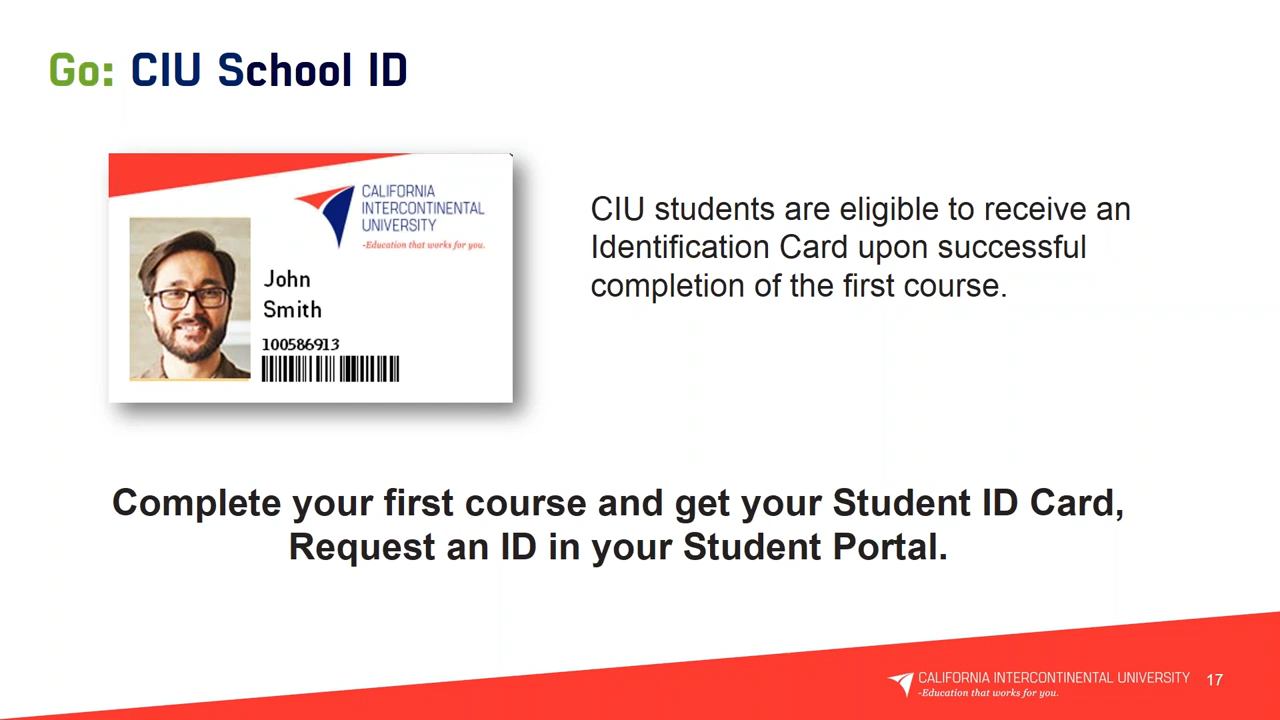 Go: CIU School ID
CALIFORNIA
INTERCONTINENTAL
UNIVERSITY
-Education that works for you.
John
Smith
100586913
CIU students are eligible to receive an
Identification Card upon successful
completion of the first course.
Complete your first course and get your Student ID Card,
Request an ID in your Student Portal.
CALIFORNIA INTERCONTINENTAL UNIVERSITY
-Education that works for you.
17